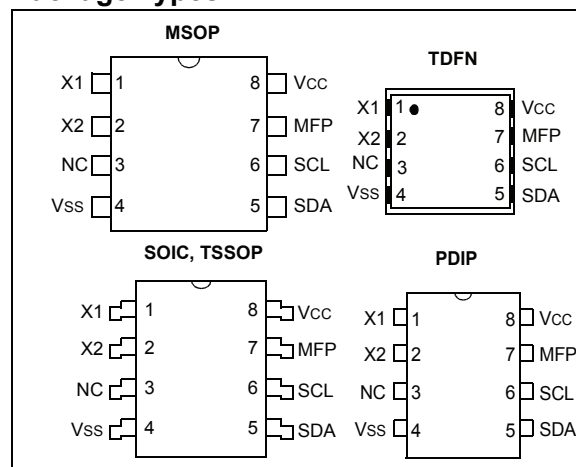 MSOP
X1 1 8 Vcc
X2 2 7 MFP
NC 3 6 SCL
Vss 4 5 SDA
TDFN
X1 1 8 Vcc
X2 2 7 MFP
NC 3 6 SCL
Vss 4 5 SDA
SOIC, TSSOP
X1 1 8 Vcc
X2 2 7 MFP
NC 3 6 SCL
Vss 4 5 SDA
PDIP
X1 1 8 Vcc
X2 2 7 MFP
NC 3 6 SCL
Vss 4 5 SDA